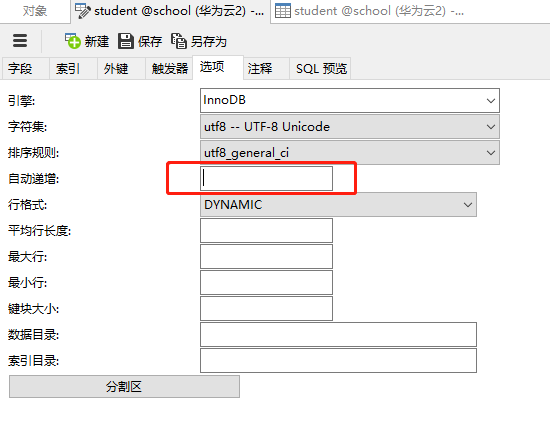 对象 student @school (华为云2) -... student @school (华为云2) -...
新建 保存 另存为
字段 索引 外键 触发器 选项 注释 SQL 预览
引擎: InnoDB
字符集: utf8 -- UTF-8 Unicode
排序规则: utf8_general_ci
自动递增:
行格式: DYNAMIC
平均行长度:
最大行:
最小行:
键块大小:
数据目录:
索引目录:
分割区